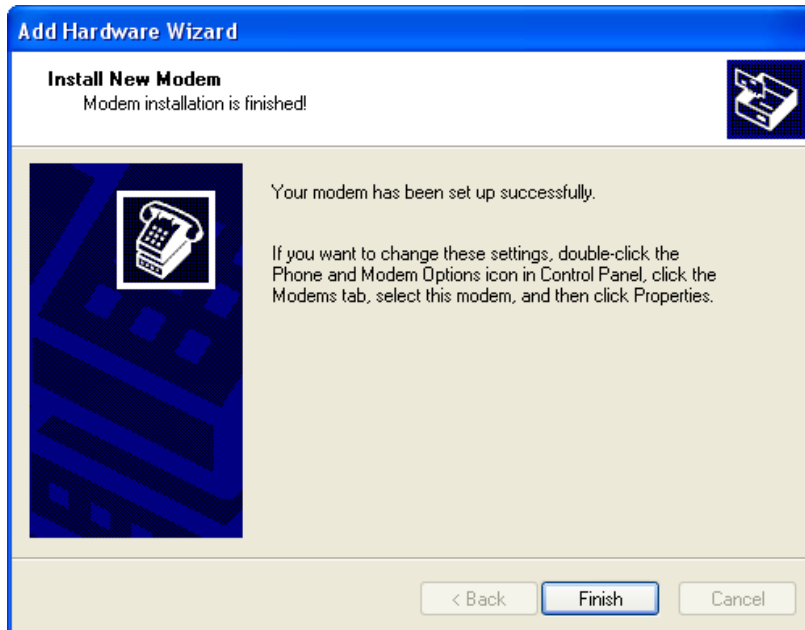 Add Hardware Wizard
Install New Modem
Modem installation is finished!
Your modem has been set up successfully.
If you want to change these settings, double-click the
Phone and Modem Options icon in Control Panel, click the
Modems tab, select this modem, and then click Properties.
< Back
Finish
Cancel